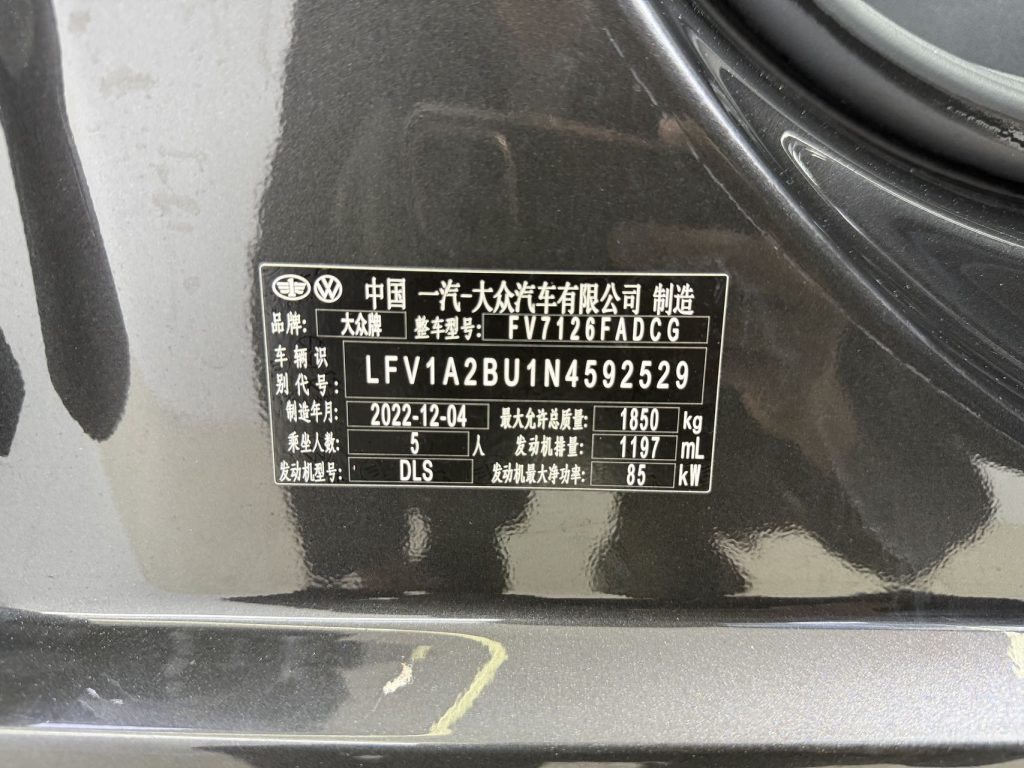 中国 一汽-大众汽车有限公司 制造
品牌: 大众牌 整车型号: FV7126FADCG
车辆识别代号: LFV1A2BU1N4592529
制造年月: 2022-12-04 最大允许总质量: 1850 kg
乘坐人数: 5 人 发动机排量: 1197 mL
发动机型号: DLS 发动机最大净功率: 85 kW